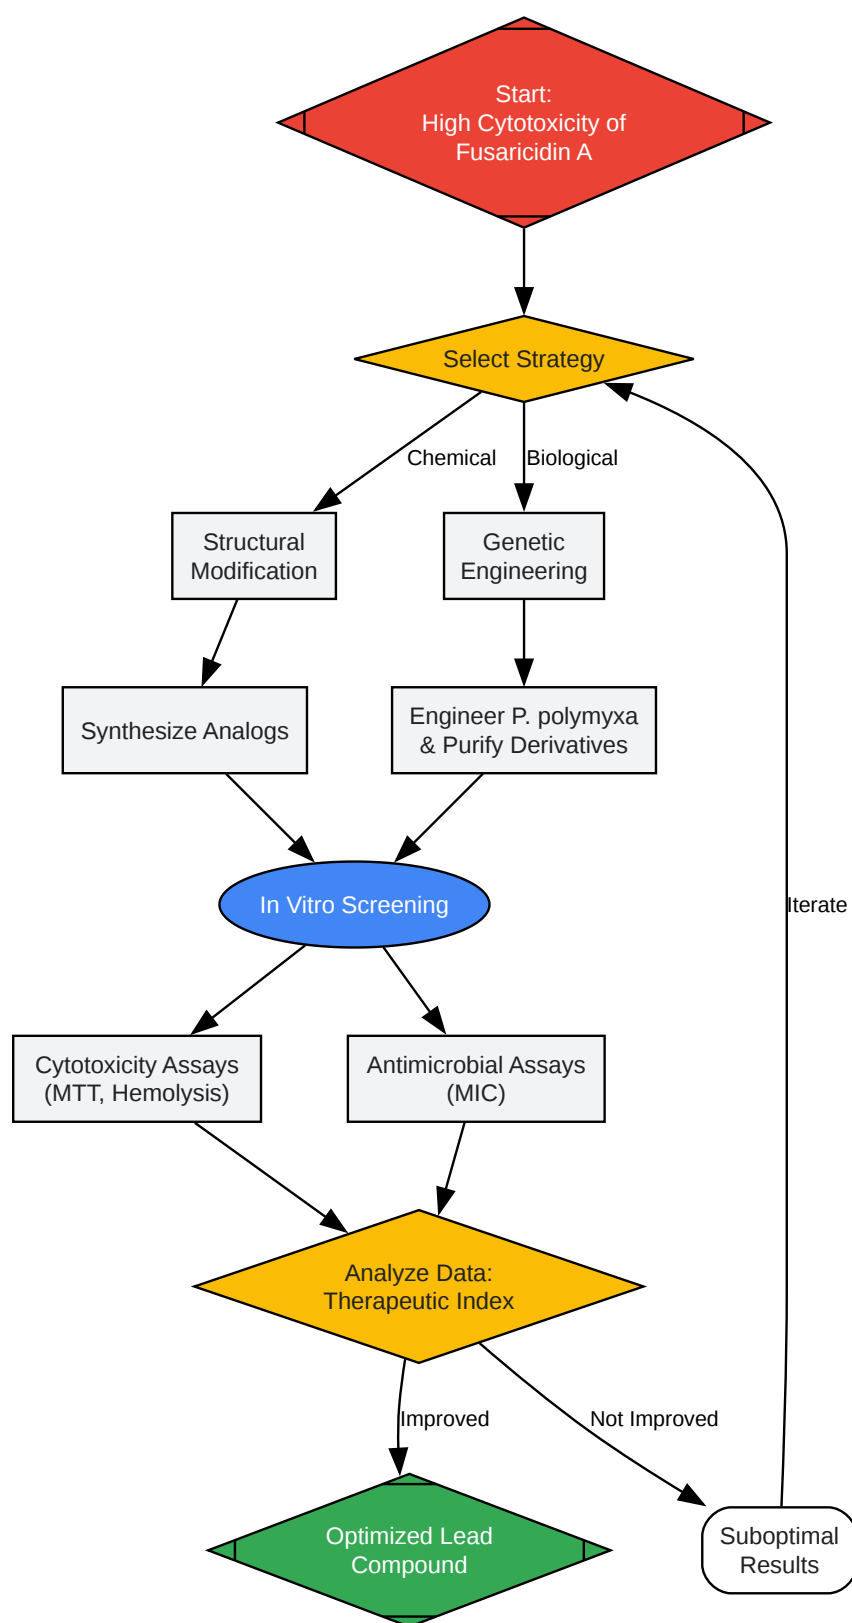 Start:
High Cytotoxicity of
Fusaricidin A
Select Strategy
Chemical
Biological
Structural
Modification
Genetic
Engineering
Synthesize Analogs
Engineer P. polymyxa
& Purify Derivatives
In Vitro Screening
Iterate
Cytotoxicity Assays
(MTT, Hemolysis)
Antimicrobial Assays
(MIC)
Analyze Data:
Therapeutic Index
Improved
Not Improved
Optimized Lead
Compound
Suboptimal
Results